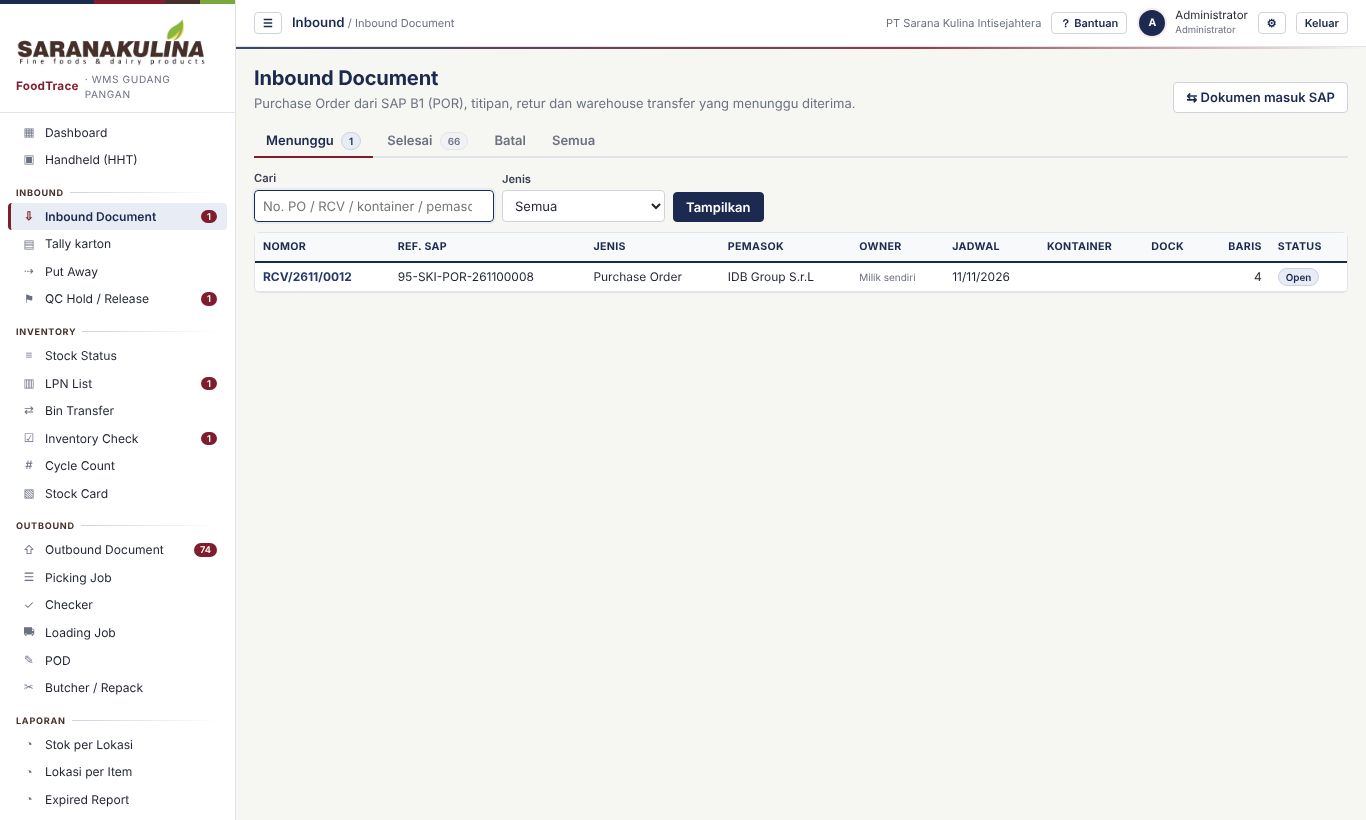 SARANAKULINA
Fine foods & dairy products
FoodTrace · WMS GUDANG PANGAN
Dashboard
Handheld (HHT)
INBOUND
Inbound Document 1
Tally karton
Put Away
QC Hold / Release 1
INVENTORY
Stock Status
LPN List 1
Bin Transfer
Inventory Check 1
# Cycle Count
Stock Card
OUTBOUND
Outbound Document 74
Picking Job
Checker
Loading Job
POD
Butcher / Repack
LAPORAN
Stok per Lokasi
Lokasi per Item
Expired Report
Inbound / Inbound Document
PT Sarana Kulina Intisejahtera
? Bantuan
A
Administrator
Administrator
Keluar
Inbound Document
Purchase Order dari SAP B1 (POR), titipan, retur dan warehouse transfer yang menunggu diterima.
⇆ Dokumen masuk SAP
Menunggu 1 Selesai 66 Batal Semua
Cari
No. PO / RCV / kontainer / pemasc
Jenis
Semua
Tampilkan
NOMOR REF. SAP JENIS PEMASOK OWNER JADWAL KONTAINER DOCK BARIS STATUS
RCV/2611/0012 95-SKI-POR-261100008 Purchase Order IDB Group S.r.L Milik sendiri 11/11/2026 4 Open